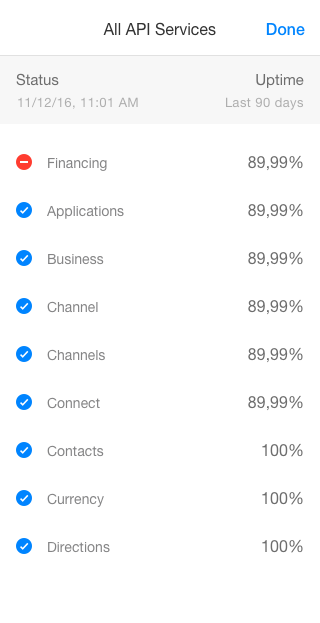 All API Services Done
Status Uptime
11/12/16, 11:01 AM Last 90 days
Financing 89,99%
Applications 89,99%
Business 89,99%
Channel 89,99%
Channels 89,99%
Connect 89,99%
Contacts 100%
Currency 100%
Directions 100%